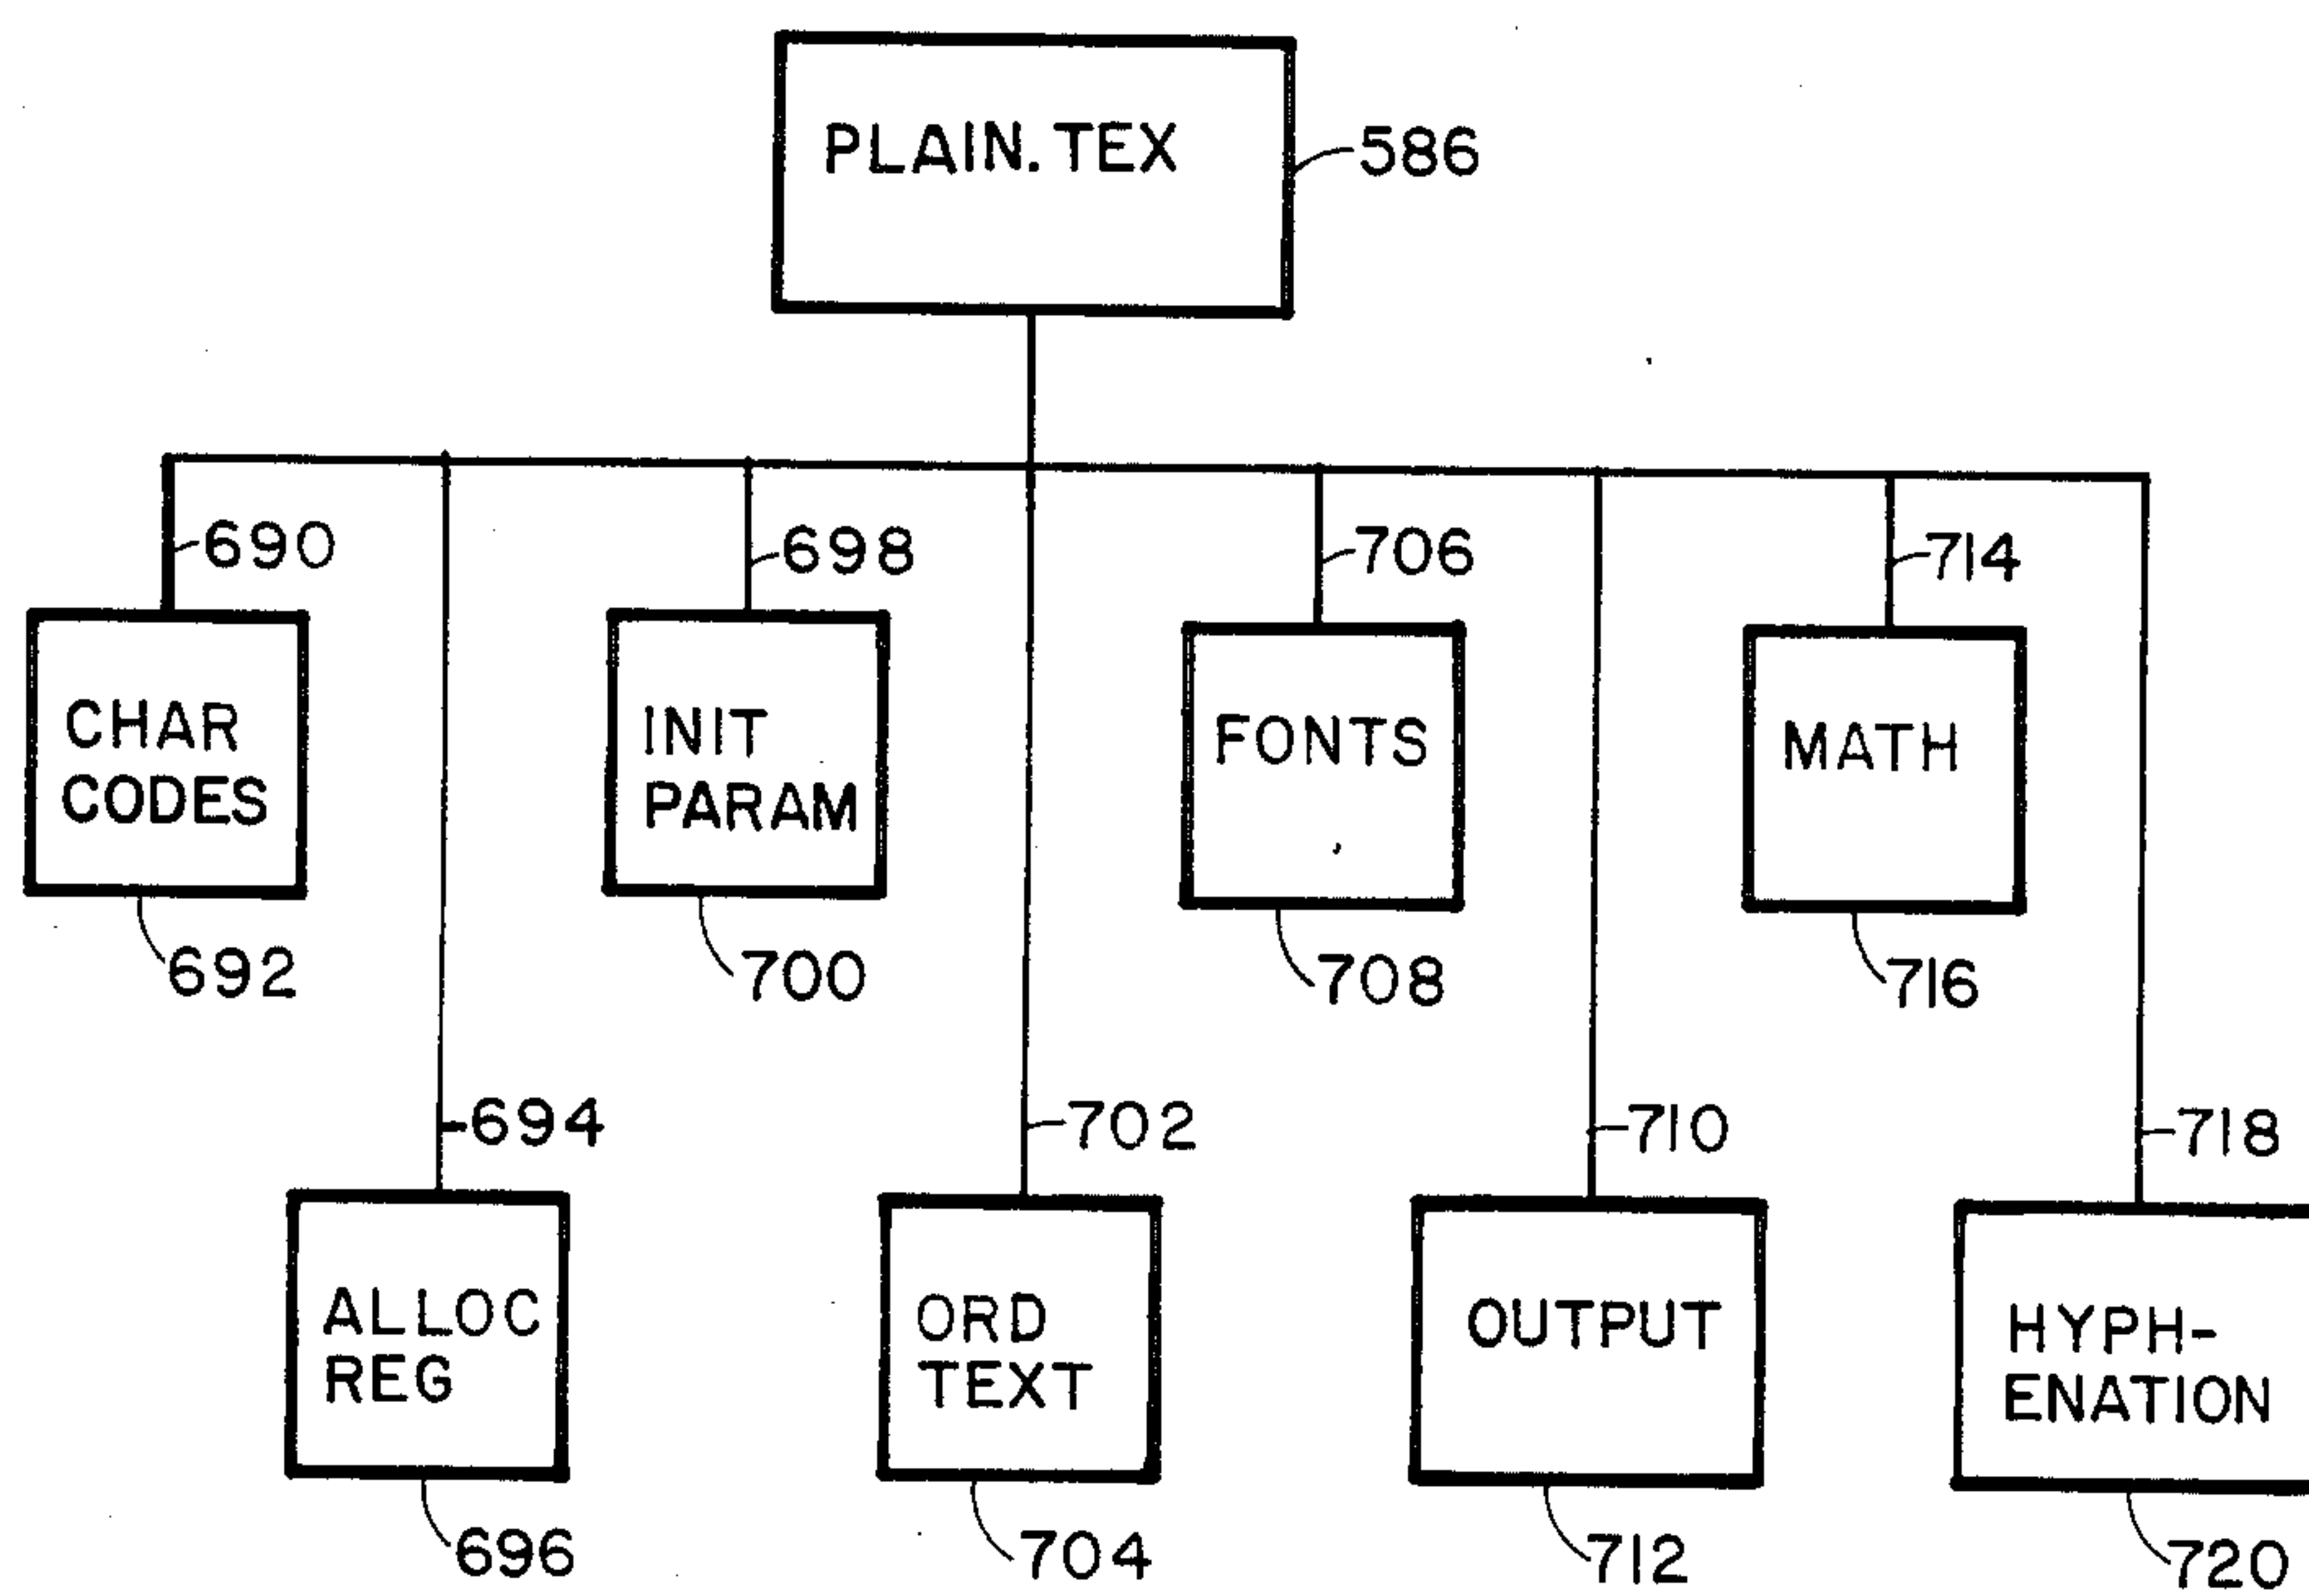 PLAIN. TEX
586
690
698
706
714
CHAR
CODES
INIT
PARAM
FONTS
MATH
692
700
708
716
694
702
710
718
ALLOC
REG
ORD
TEXT
OUTPUT
HYPH-
ENATION
696
704
712
720